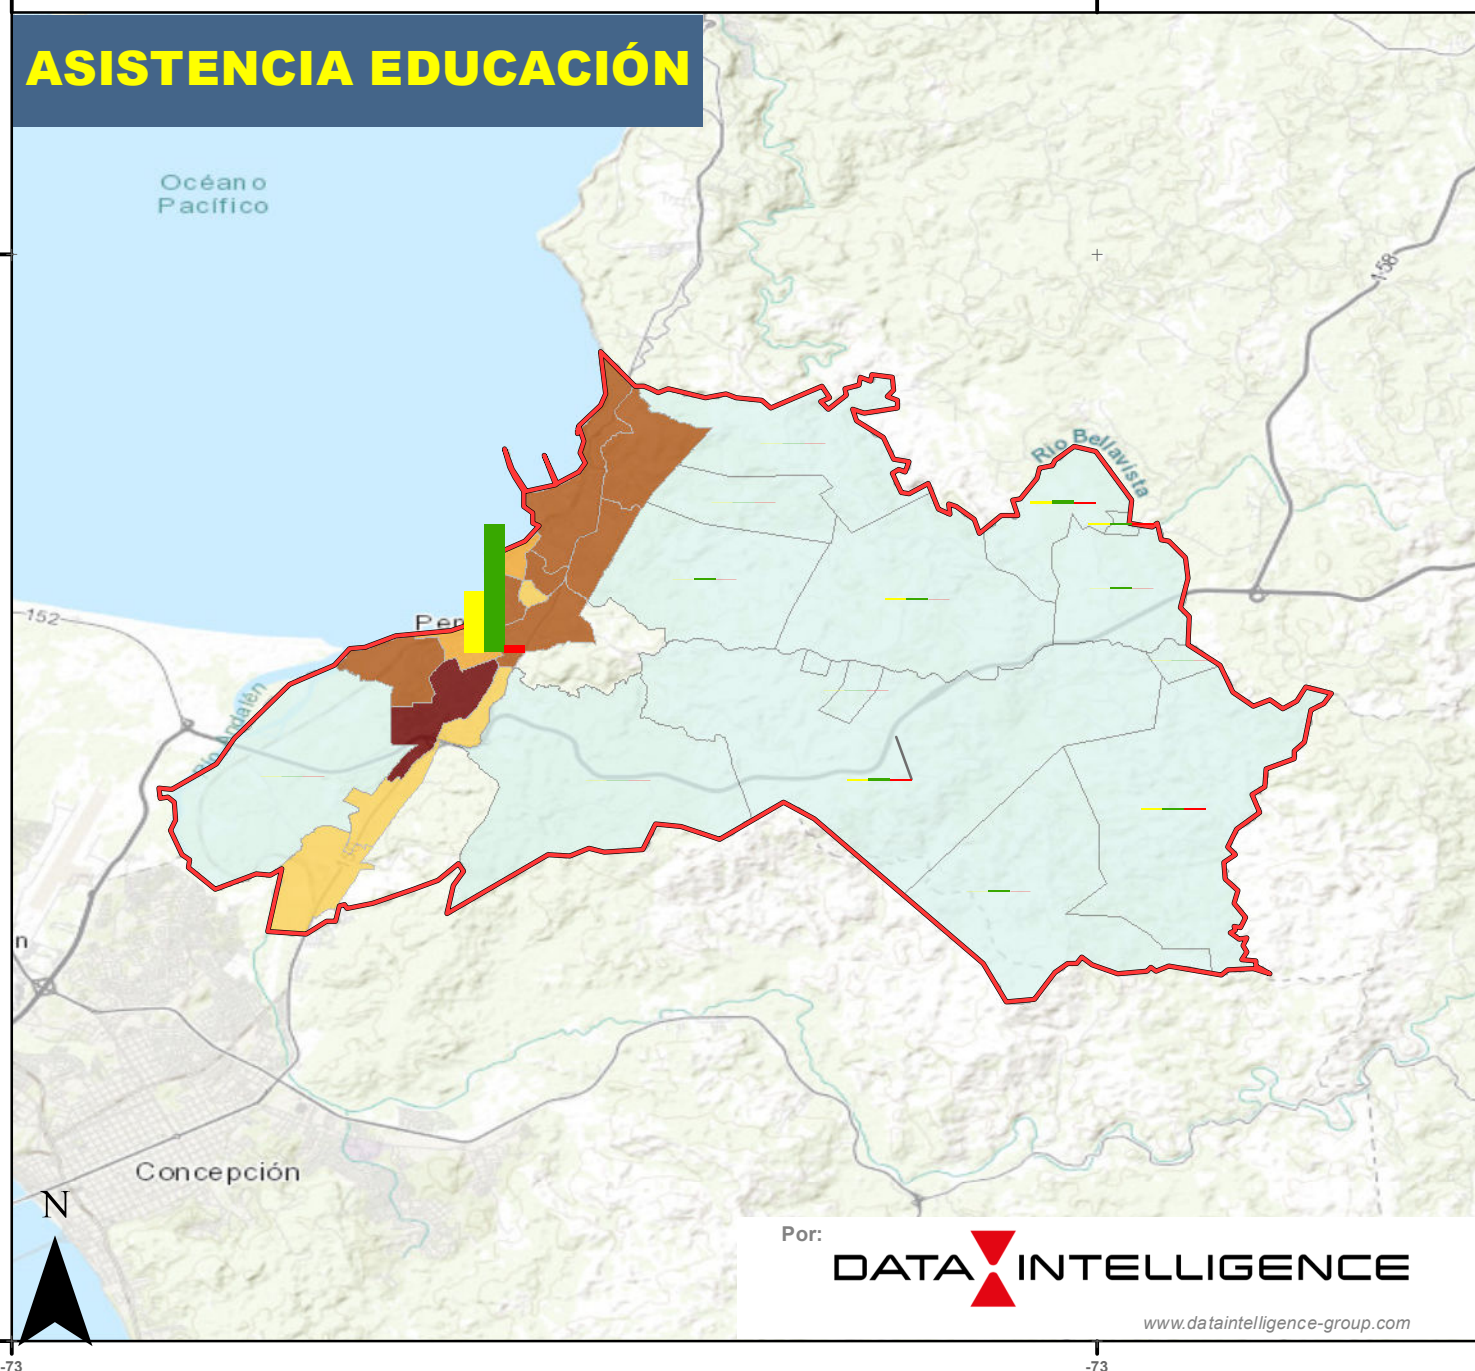 ASISTENCIA EDUCACIÓN
Océano
Pacífico
158
Río Bellavista
152
Río Andalén
n
Concepción
N
Por:
DATA INTELLIGENCE
www.dataintelligence-group.com
-73
-73